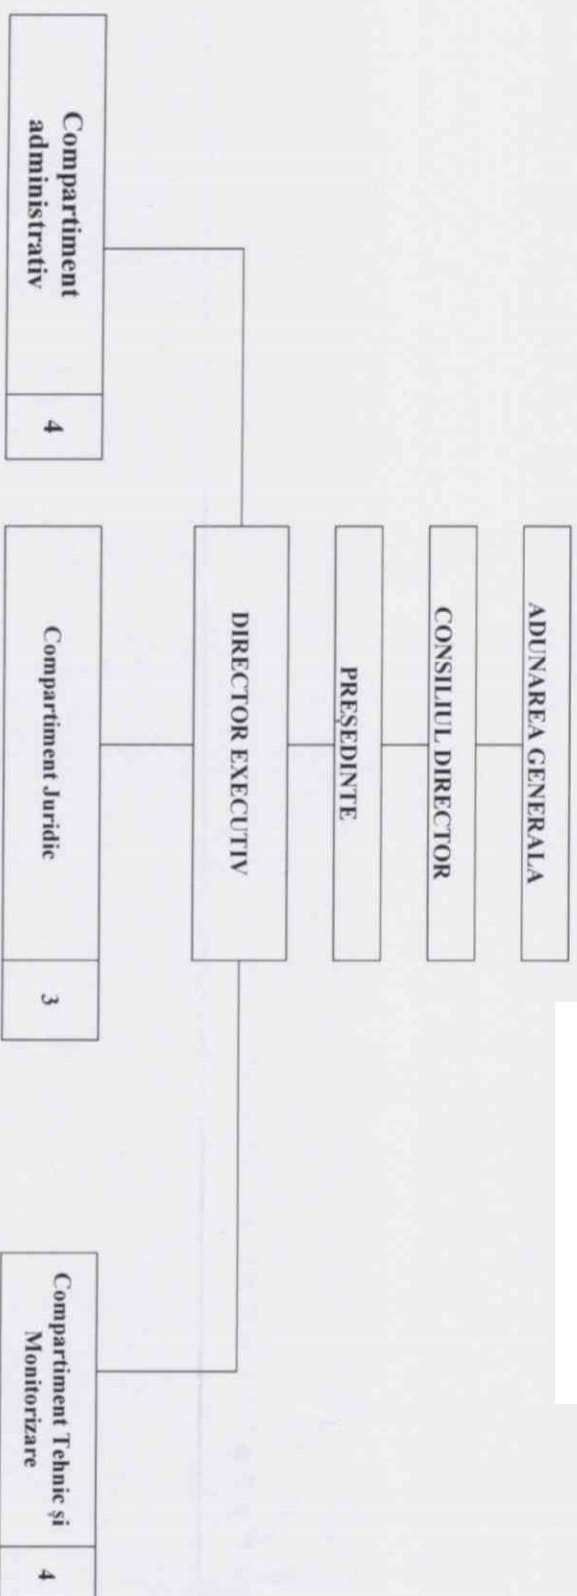 ADUNAREA GENERALA
CONSILIUL DIRECTOR
PREȘEDINTE
DIRECTOR EXECUTIV
Compartiment
administrativ
4
Compartiment Juridic
3
Compartiment Tehnic și
Monitorizare
4